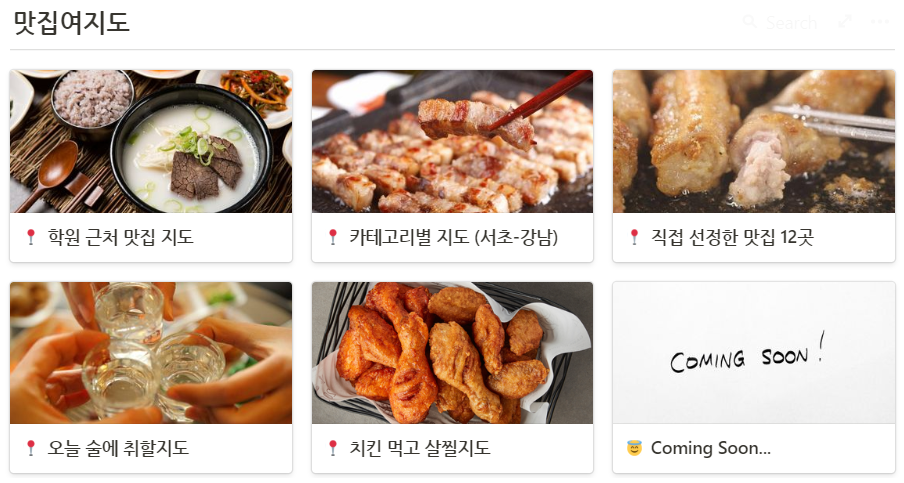 맛집여지도
Search
학원 근처 맛집 지도
카테고리별 지도 (서초-강남)
직접 선정한 맛집 12곳
COMING SOON!
오늘 술에 취할지도
치킨 먹고 살찔지도
Coming Soon...